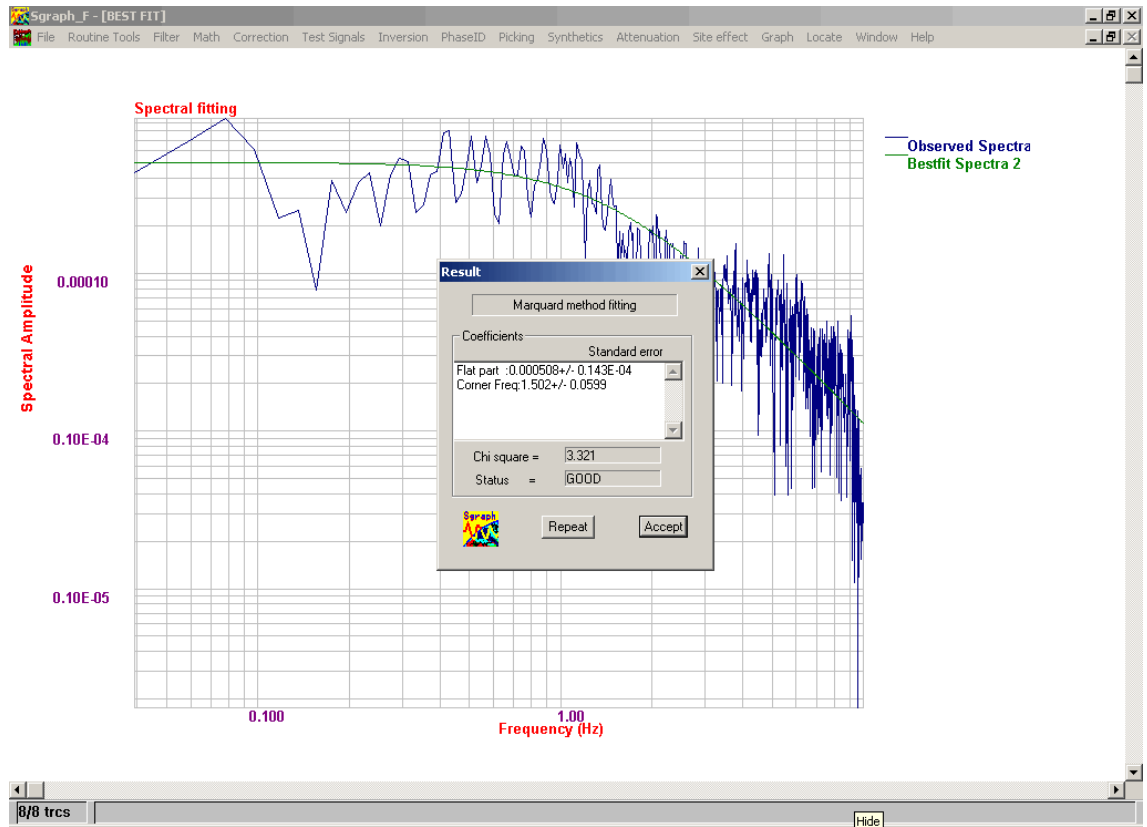 Sgraph_F - [BEST FIT]
File Routine Tools Filter Math Correction Test Signals Inversion PhaseID Picking Synthetics Attenuation Site effect Graph Locate Window Help
Spectral fitting
Observed Spectra
Bestfit Spectra 2
Spectral Amplitude
0.00010
0.10E-04
0.10E-05
0.100
1.00
Frequency (Hz)
Result
Marquard method fitting
Coefficients
Standard error
Flat part :0.000508+/- 0.143E-04
Corner Freq:1.502+/- 0.0599
Chi square = 3.321
Status = GOOD
Sgraph
Repeat
Accept
8/8 trcs
Hide